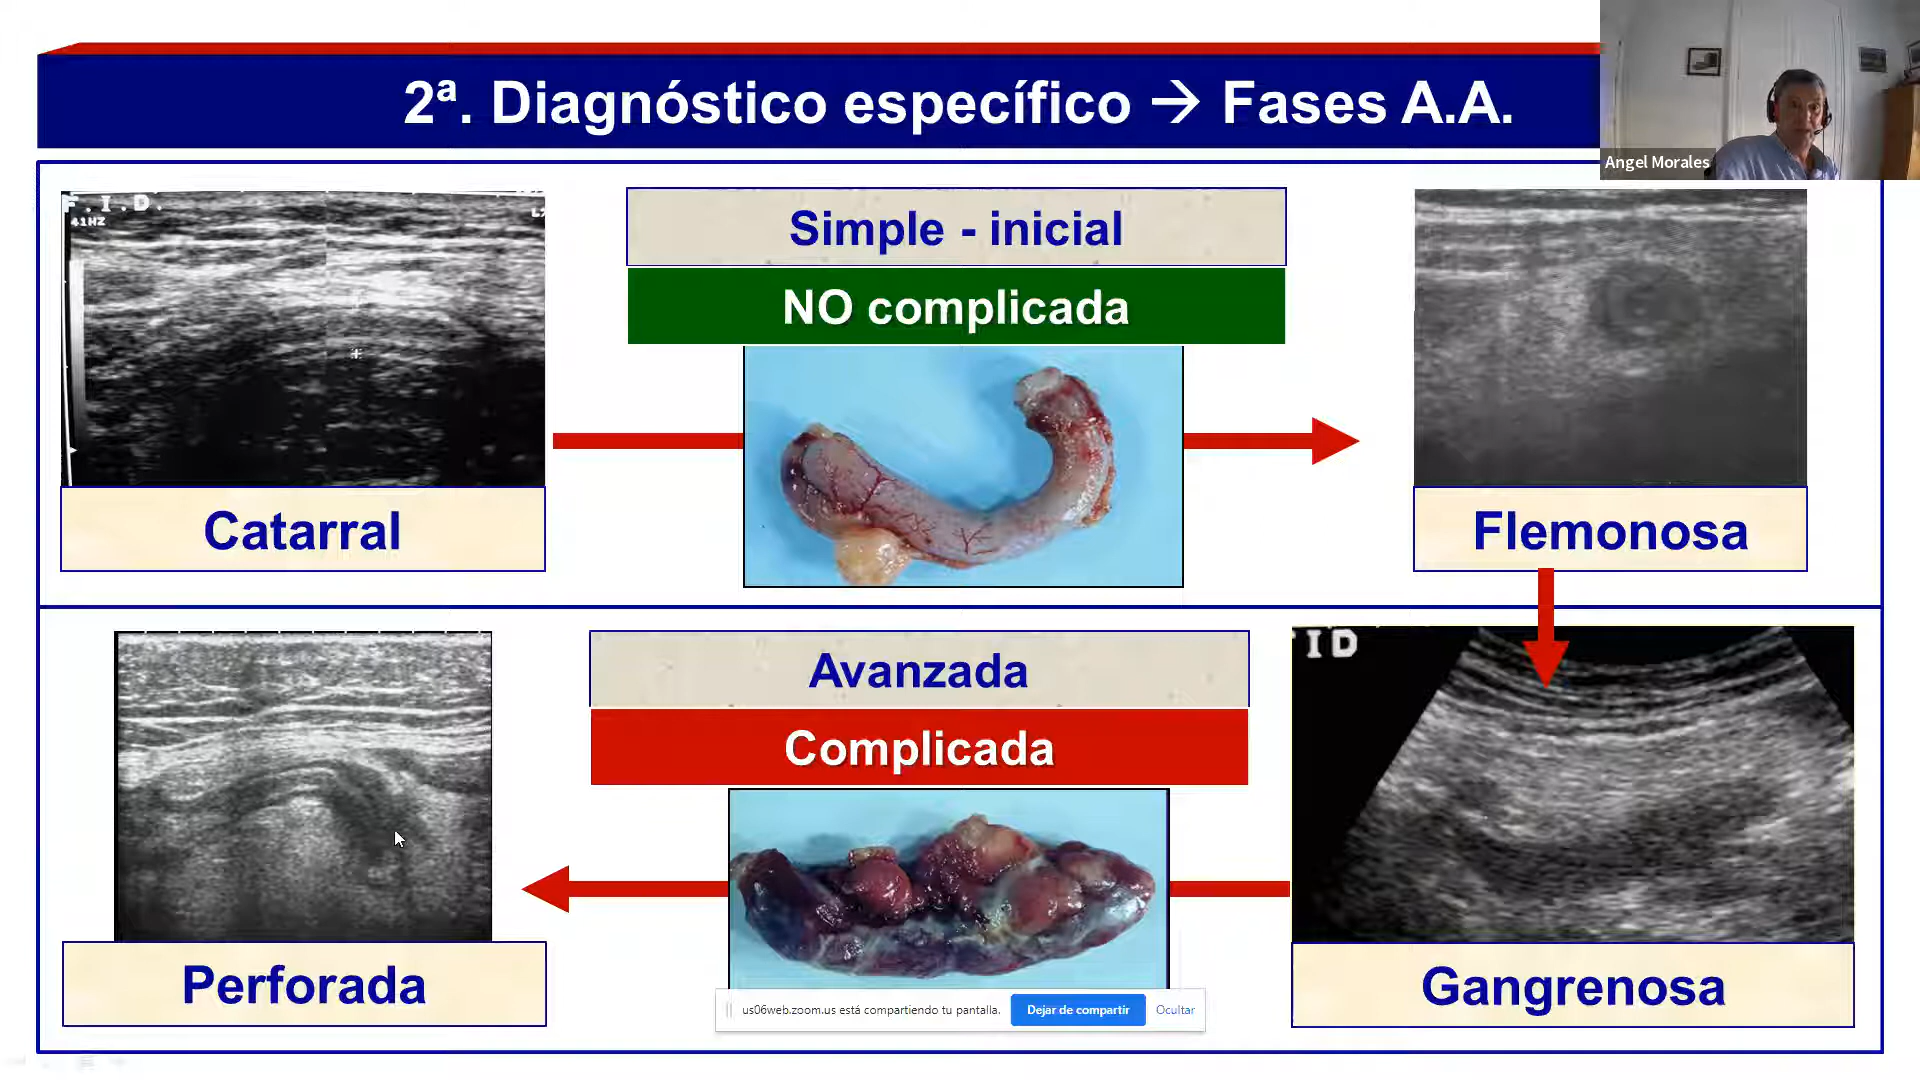 2ª. Diagnóstico específico → Fases A.A.
Angel Morales
F.I.D.
41HZ
Simple - inicial
NO complicada
Catarral
Flemonosa
Avanzada
Complicada
ID
Perforada
Gangrenosa
us06web.zoom.us está compartiendo tu pantalla.
Dejar de compartir
Ocultar